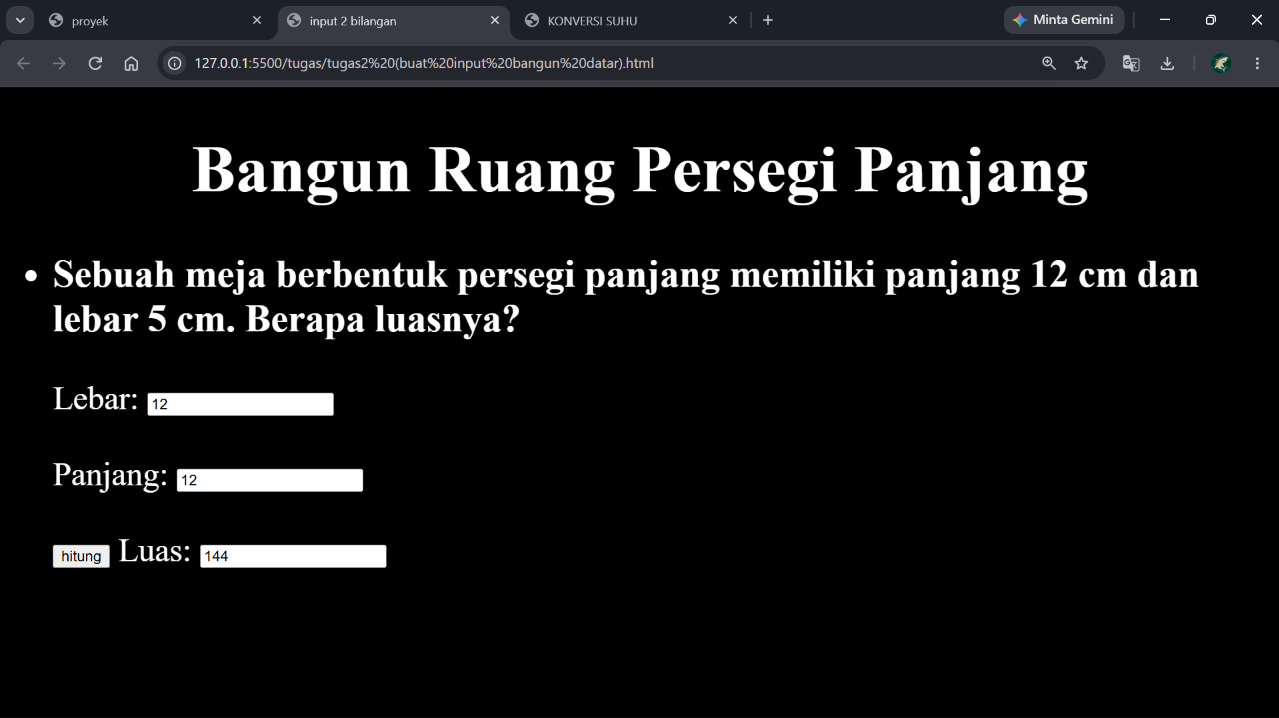 proyek
input 2 bilangan
KONVERSI SUHU
Minta Gemini
127.0.0.1:5500/tugas/tugas2%20(buat%20input%20bangun%20datar).html
Bangun Ruang Persegi Panjang
• Sebuah meja berbentuk persegi panjang memiliki panjang 12 cm dan
lebar 5 cm. Berapa luasnya?
Lebar: 12
Panjang: 12
hitung Luas: 144